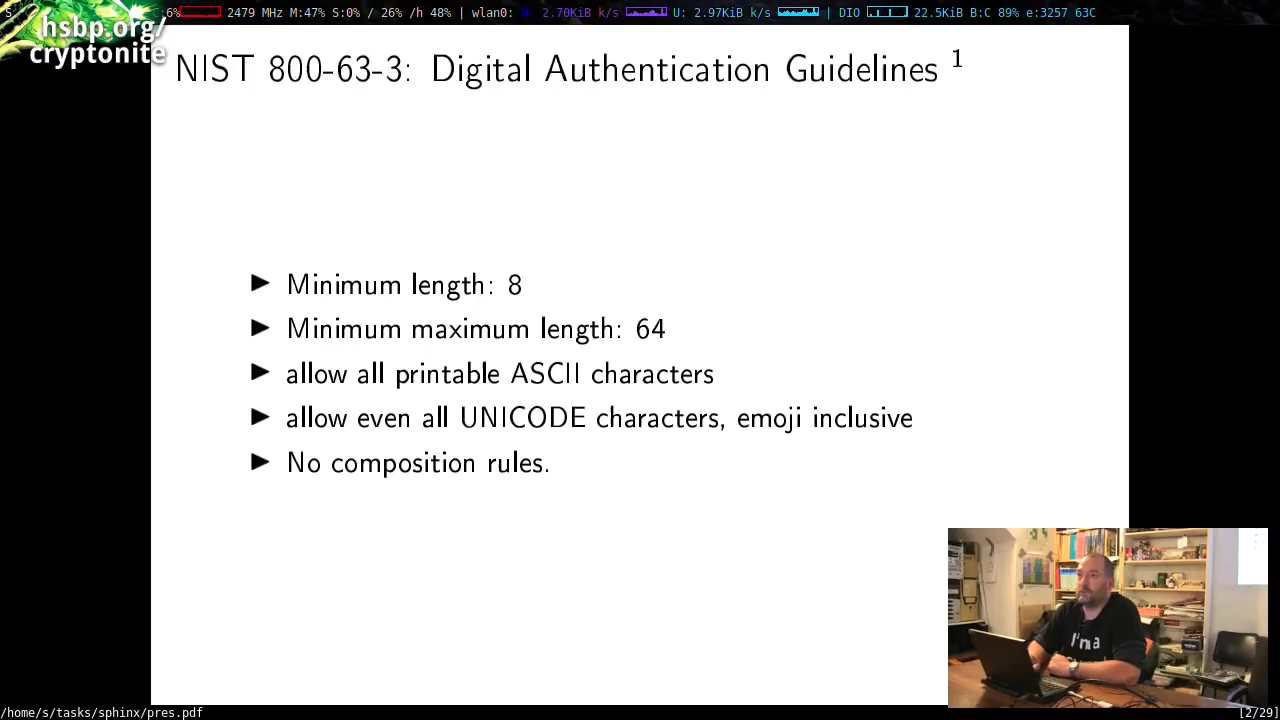 6% 2479 MHz M:47% S:0% / 26% /h 48% | wlan0: 2.70KiB k/s U: 2.97KiB k/s | DIO 22.5KiB B:C 89% e:3257 63C
hsbp.org/
cryptonite
NIST 800-63-3: Digital Authentication Guidelines 1
▶ Minimum length: 8
▶ Minimum maximum length: 64
▶ allow all printable ASCII characters
▶ allow even all UNICODE characters, emoji inclusive
▶ No composition rules.
I'm a
/home/s/tasks/sphinx/pres.pdf [2/29]